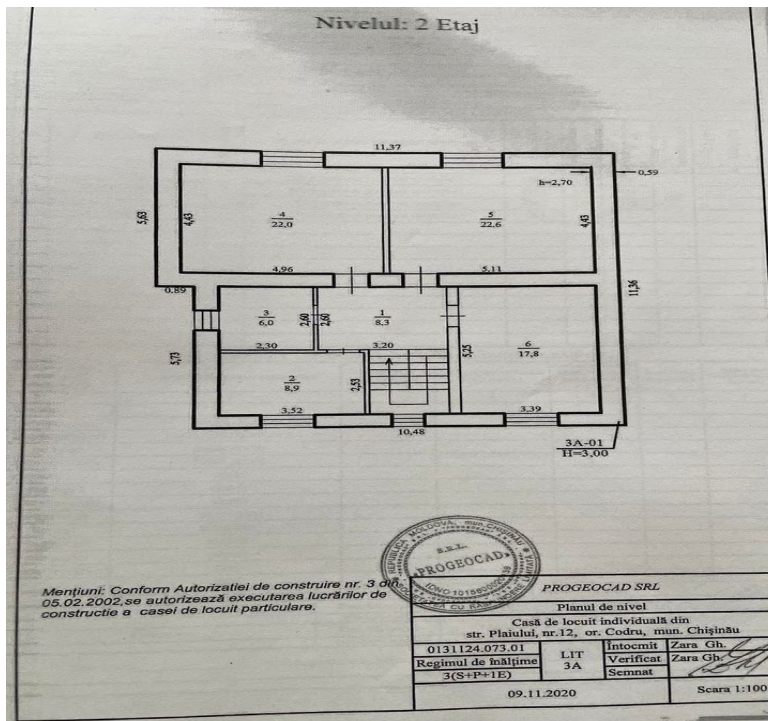 Nivelul: 2 Etaj
11,37
0,59
h=2,70
5,63
4,43
4
22,0
5
22,6
4,43
4,96
5,11
0.89
11,36
3
6,0
2,60
2,60
1
8,3
2,30
3,20
5,73
6
17,8
5,25
2
8,9
2,53
3,52
3,39
10,48
3A-01
H=3,00
REPUBLICA MOLDOVA, mun.CHIȘINĂU
S.R.L.
PROGEOCAD
Mențiuni: Conform Autorizatiei de construire nr. 3 din
05.02.2002,se autorizează executarea lucrărilor de
constructie a casei de locuit particulare.
PROGEOCAD SRL
Planul de nivel
Casă de locuit individuală din
str. Plaiului, nr.12, or. Codru, mun. Chișinău
0131124.073.01
LIT
3A
Întocmit
Zara Gh.
Regimul de înălțime
Verificat
Zara Gh.
3(S+P+1E)
Semnat
09.11.2020
Scara 1:100